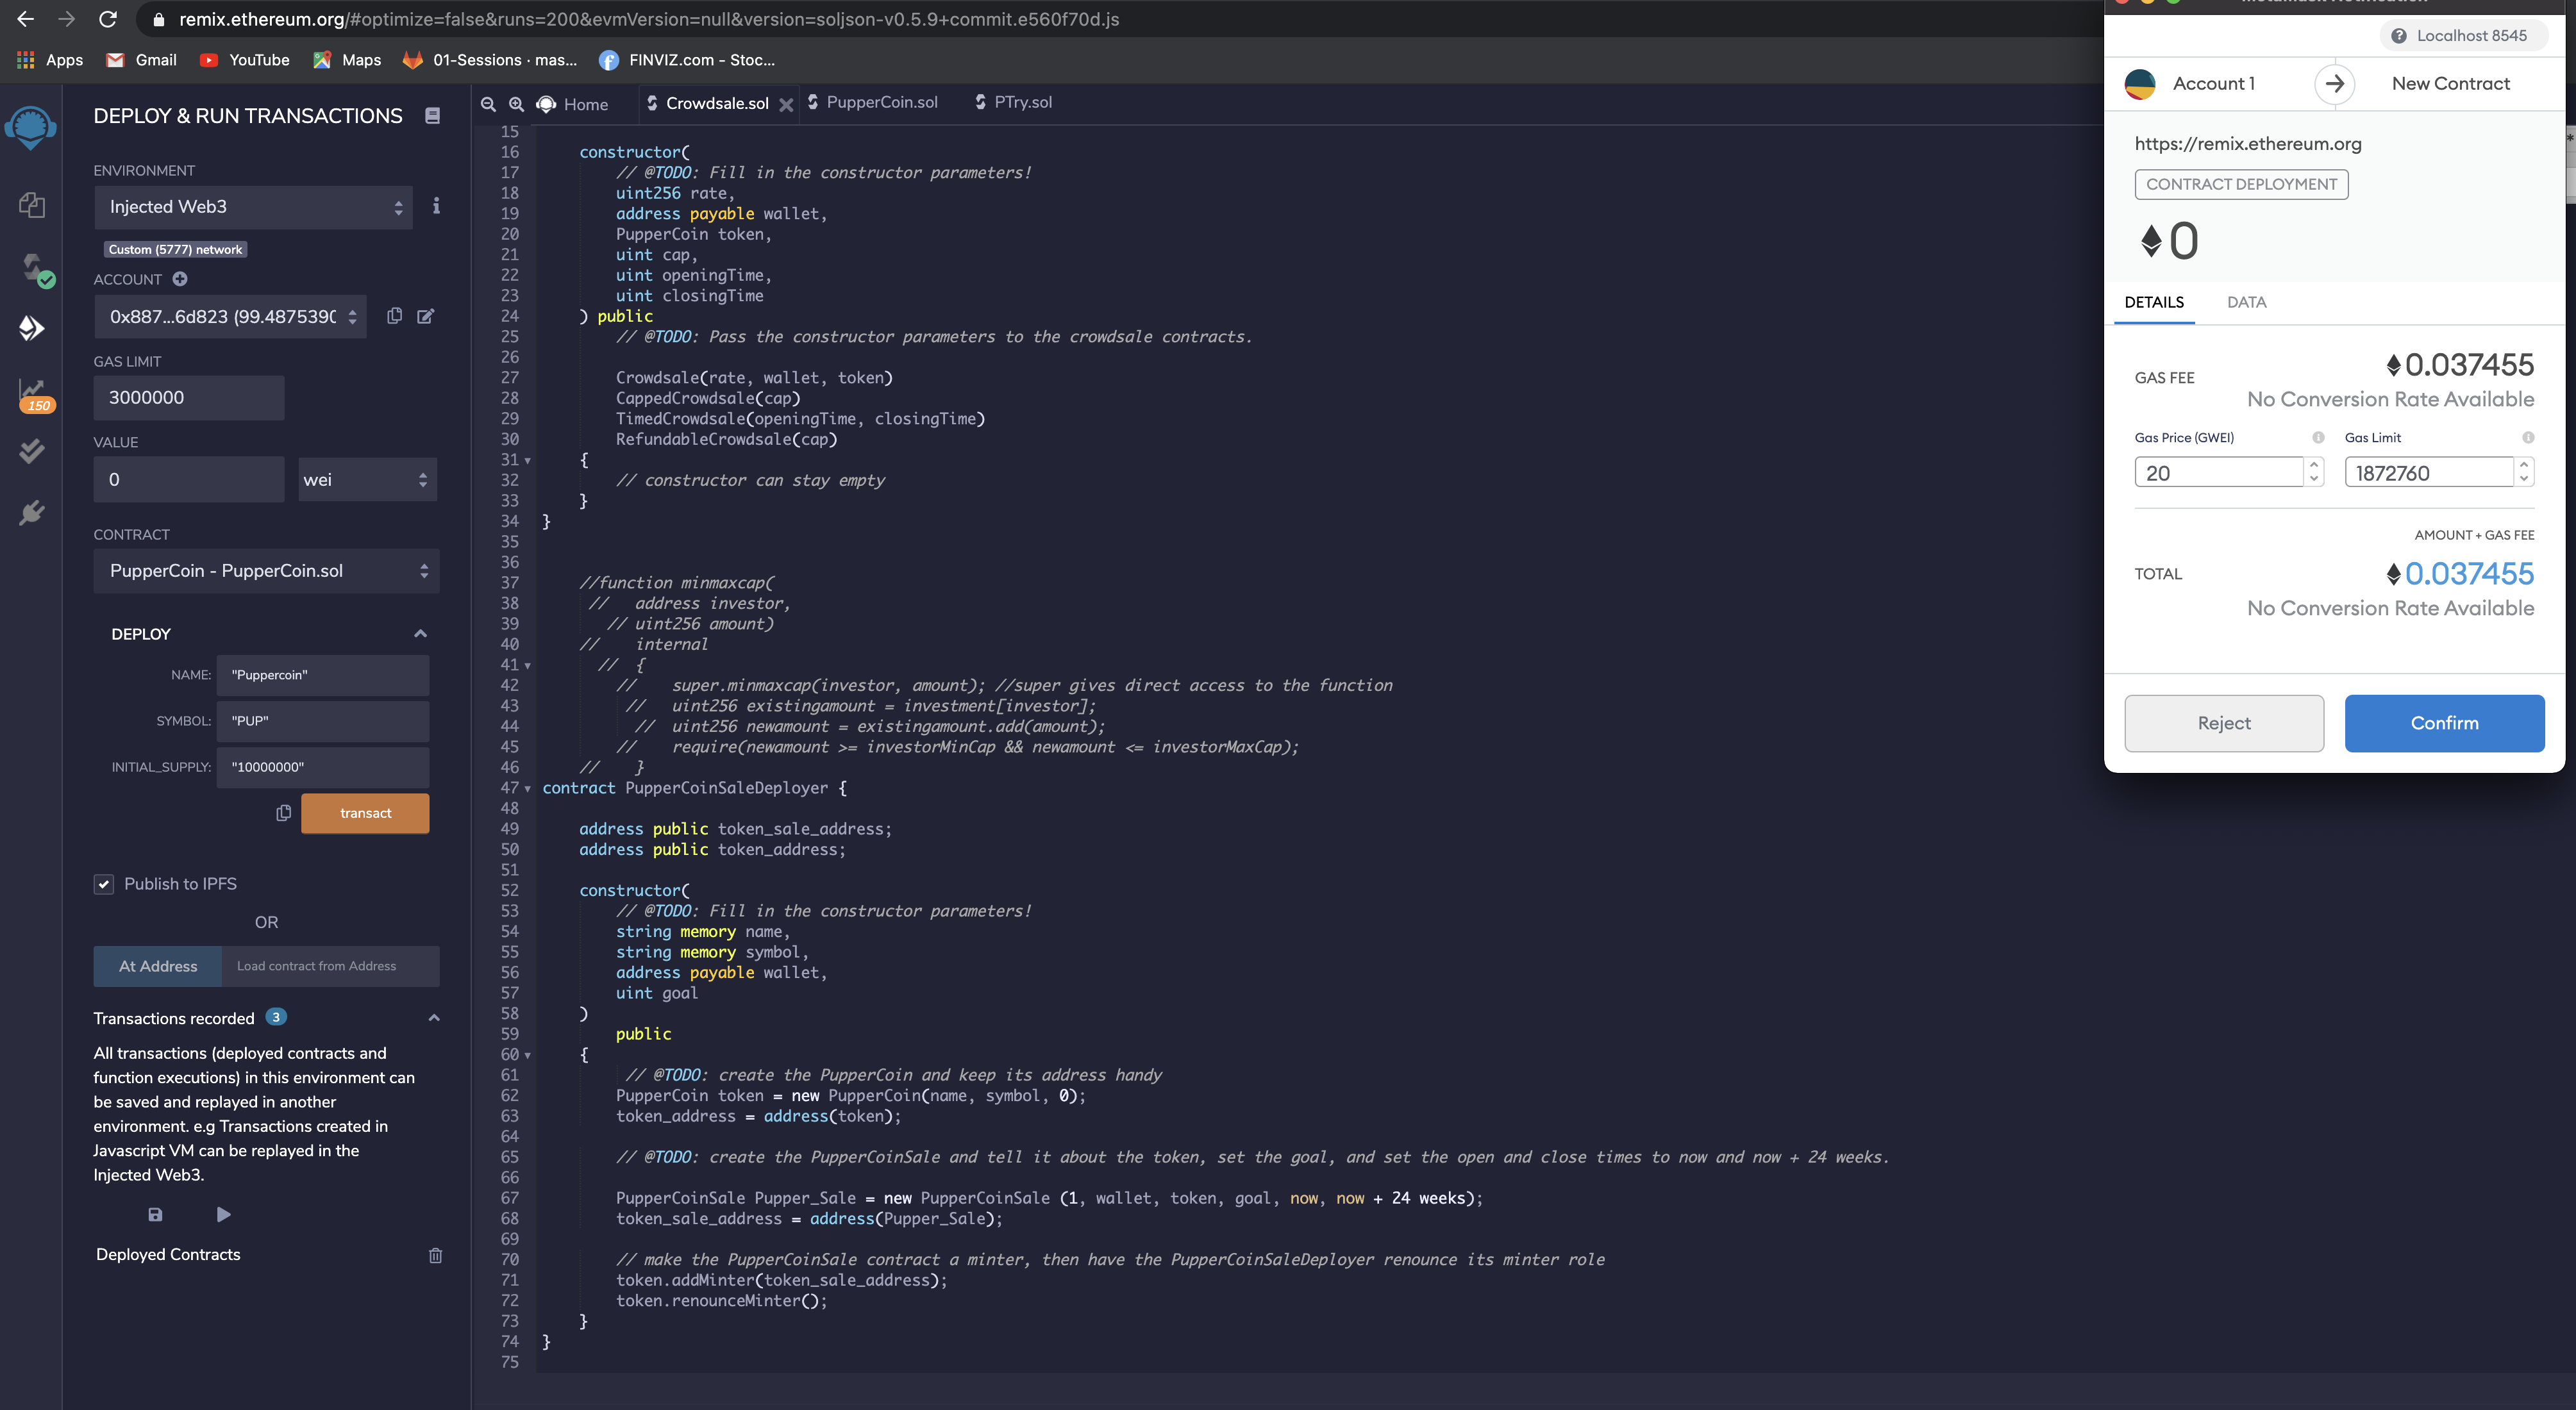 remix.ethereum.org/#optimize=false&runs=200&evmVersion=null&version=soljson-v0.5.9+commit.e560f70d.js
Apps Gmail YouTube Maps 01-Sessions · mas... FINVIZ.com - Stoc...
DEPLOY & RUN TRANSACTIONS
ENVIRONMENT
Injected Web3
Custom (5777) network
ACCOUNT
0x887...6d823 (99.4875390
GAS LIMIT
3000000
150
VALUE
0 wei
CONTRACT
PupperCoin - PupperCoin.sol
DEPLOY
NAME: "Puppercoin"
SYMBOL: "PUP"
INITIAL_SUPPLY: "10000000"
transact
Publish to IPFS
OR
At Address Load contract from Address
Transactions recorded 3
All transactions (deployed contracts and
function executions) in this environment can
be saved and replayed in another
environment. e.g Transactions created in
Javascript VM can be replayed in the
Injected Web3.
Deployed Contracts
Home Crowdsale.sol PupperCoin.sol PTry.sol
15
16 constructor(
17 // @TODO: Fill in the constructor parameters!
18 uint256 rate,
19 address payable wallet,
20 PupperCoin token,
21 uint cap,
22 uint openingTime,
23 uint closingTime
24 ) public
25 // @TODO: Pass the constructor parameters to the crowdsale contracts.
26
27 Crowdsale(rate, wallet, token)
28 CappedCrowdsale(cap)
29 TimedCrowdsale(openingTime, closingTime)
30 RefundableCrowdsale(cap)
31 {
32 // constructor can stay empty
33 }
34 }
35
36
37 //function minmaxcap(
38 // address investor,
39 // uint256 amount)
40 // internal
41 // {
42 // super.minmaxcap(investor, amount); //super gives direct access to the function
43 // uint256 existingamount = investment[investor];
44 // uint256 newamount = existingamount.add(amount);
45 // require(newamount >= investorMinCap && newamount <= investorMaxCap);
46 // }
47 contract PupperCoinSaleDeployer {
48
49 address public token_sale_address;
50 address public token_address;
51
52 constructor(
53 // @TODO: Fill in the constructor parameters!
54 string memory name,
55 string memory symbol,
56 address payable wallet,
57 uint goal
58 )
59 public
60 {
61 // @TODO: create the PupperCoin and keep its address handy
62 PupperCoin token = new PupperCoin(name, symbol, 0);
63 token_address = address(token);
64
65 // @TODO: create the PupperCoinSale and tell it about the token, set the goal, and set the open and close times to now and now + 24 weeks.
66
67 PupperCoinSale Pupper_Sale = new PupperCoinSale (1, wallet, token, goal, now, now + 24 weeks);
68 token_sale_address = address(Pupper_Sale);
69
70 // make the PupperCoinSale contract a minter, then have the PupperCoinSaleDeployer renounce its minter role
71 token.addMinter(token_sale_address);
72 token.renounceMinter();
73 }
74 }
75
Localhost 8545
Account 1 New Contract
https://remix.ethereum.org
CONTRACT DEPLOYMENT
0
DETAILS DATA
GAS FEE 0.037455
No Conversion Rate Available
Gas Price (GWEI) Gas Limit
20 1872760
AMOUNT + GAS FEE
TOTAL 0.037455
No Conversion Rate Available
Reject Confirm